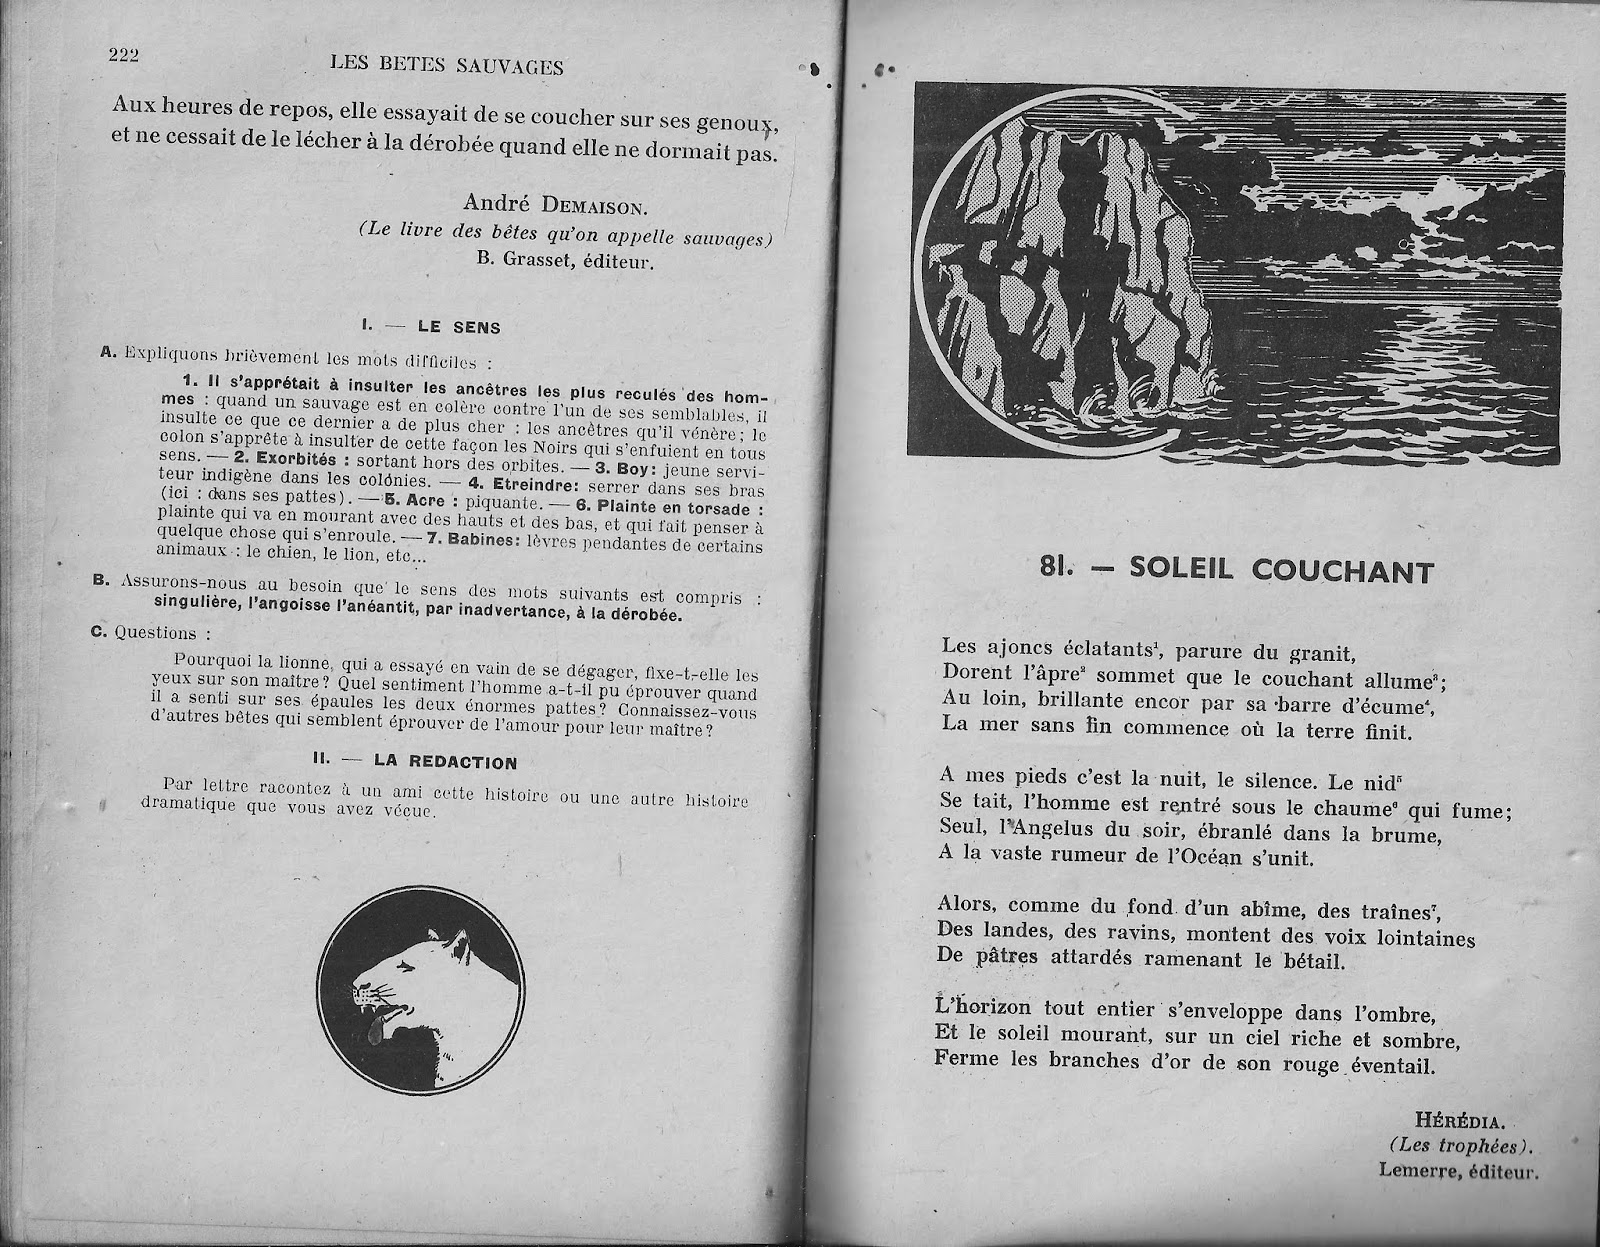 222
LES BETES SAUVAGES
Aux heures de repos, elle essayait de se coucher sur ses genoux,
et ne cessait de le lécher à la dérobée quand elle ne dormait pas.
André DEMAISON.
(Le livre des bêtes qu'on appelle sauvages)
B. Grasset, éditeur.
I. — LE SENS
A. Expliquons brièvement les mots difficiles :
1. Il s'apprétait à insulter les ancêtres les plus reculés des hom-
mes : quand un sauvage est en colère contre l'un de ses semblables, il
insulte ce que ce dernier a de plus cher : les ancêtres qu'il vénère; le
colon s'apprête à insulter de cette façon les Noirs qui s'enfuient en tous
sens. — 2. Exorbités : sortant hors des orbites. — 3. Boy : jeune servi-
teur indigène dans les colónies. — 4. Etreindre: serrer dans ses bras
(ici : dans ses pattes). — 5. Acre : piquante. — 6. Plainte en torsade :
plainte qui va en mourant avec des hauts et des bas, et qui fait penser à
quelque chose qui s'enroule. — 7. Babines: lèvres pendantes de certains
animaux : le chien, le lion, etc...
B. Assurons-nous au besoin que le sens des mots suivants est compris :
singulière, l'angoisse l'anéantit, par inadvertance, à la dérobée.
C. Questions :
Pourquoi la lionne, qui a essayé en vain de se dégager, fixe-t-elle les
yeux sur son maître? Quel sentiment l'homme a-t-il pu éprouver quand
il a senti sur ses épaules les deux énormes pattes? Connaissez-vous
d'autres bêtes qui semblent éprouver de l'amour pour leur maître?
II. — LA REDACTION
Par lettre racontez à un ami cette histoire ou une autre histoire
dramatique que vous avez vécue.
81. — SOLEIL COUCHANT
Les ajoncs éclatants¹, parure du granit,
Dorent l'âpre² sommet que le couchant allume³;
Au loin, brillante encor par sa barre d'écume⁴,
La mer sans fin commence où la terre finit.
A mes pieds c'est la nuit, le silence. Le nid⁵
Se tait, l'homme est rentré sous le chaume⁶ qui fume;
Seul, l'Angelus du soir, ébranlé dans la brume,
A la vaste rumeur de l'Océan s'unit.
Alors, comme du fond d'un abîme, des traînes⁷,
Des landes, des ravins, montent des voix lointaines
De pâtres attardés ramenant le bétail.
L'horizon tout entier s'enveloppe dans l'ombre,
Et le soleil mourant, sur un ciel riche et sombre,
Ferme les branches d'or de son rouge éventail.
HÉRÉDIA.
(Les trophées).
Lemerre, éditeur.